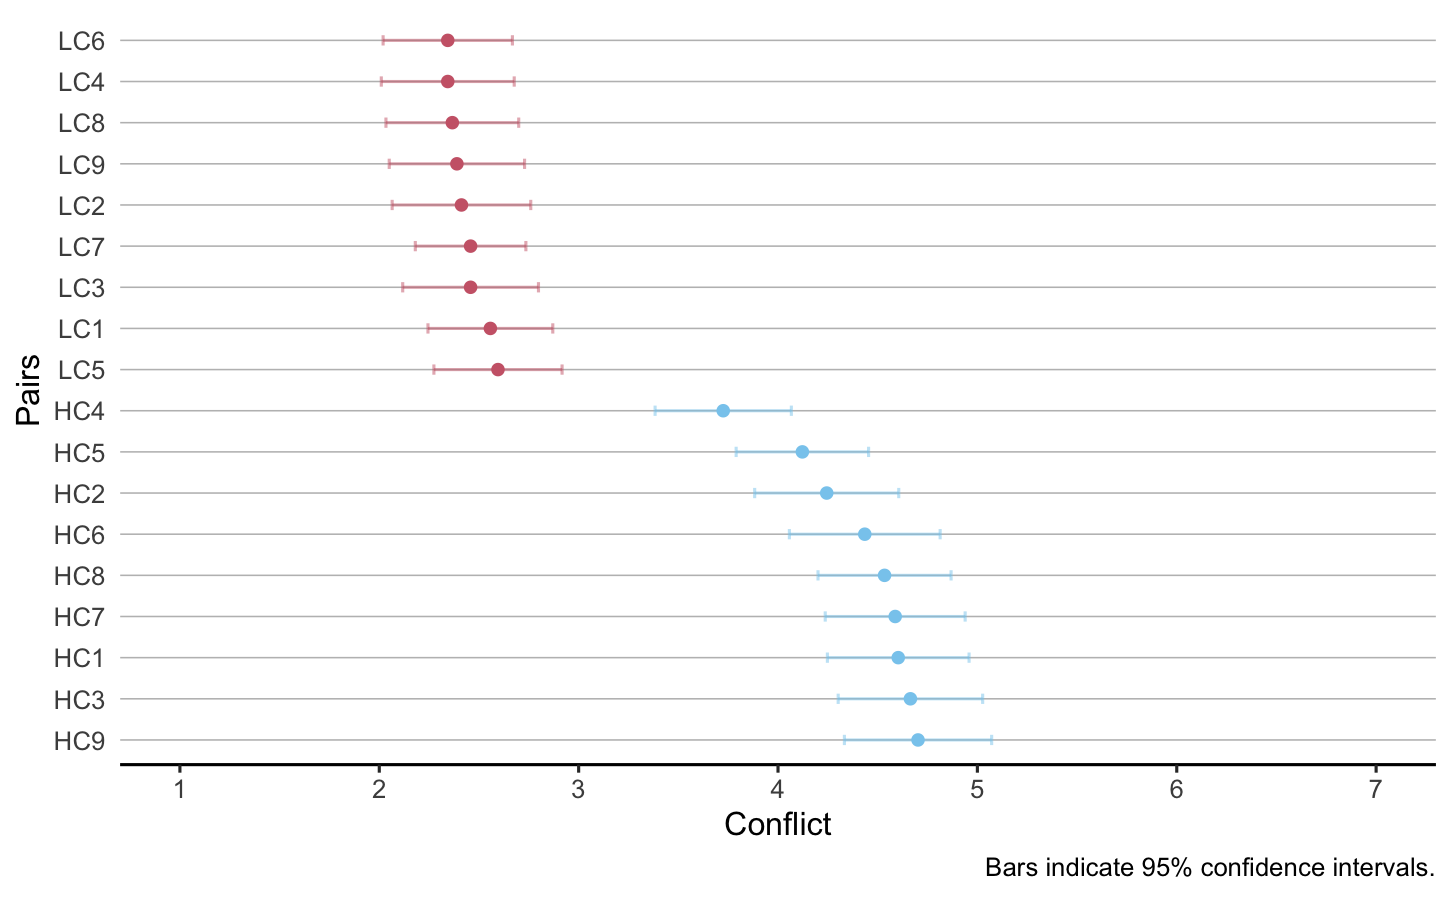 LC6
LC4
LC8
LC9
LC2
LC7
LC3
LC1
LC5
Pairs
HC4
HC5
HC2
HC6
HC8
HC7
HC1
HC3
HC9
1 2 3 4 5 6 7
Conflict
Bars indicate 95% confidence intervals.